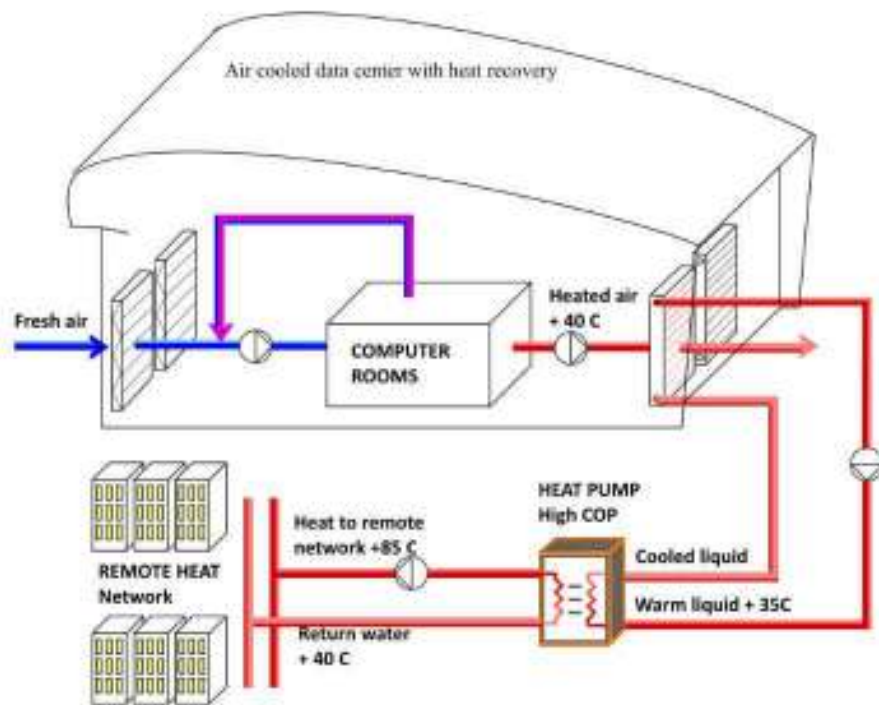 Air cooled data center with heat recovery
Fresh air
COMPUTER
ROOMS
Heated air
+ 40 C
HEAT PUMP
High COP
Heat to remote
network +85 C
Cooled liquid
REMOTE HEAT
Network
Warm liquid + 35C
Return water
+ 40 C